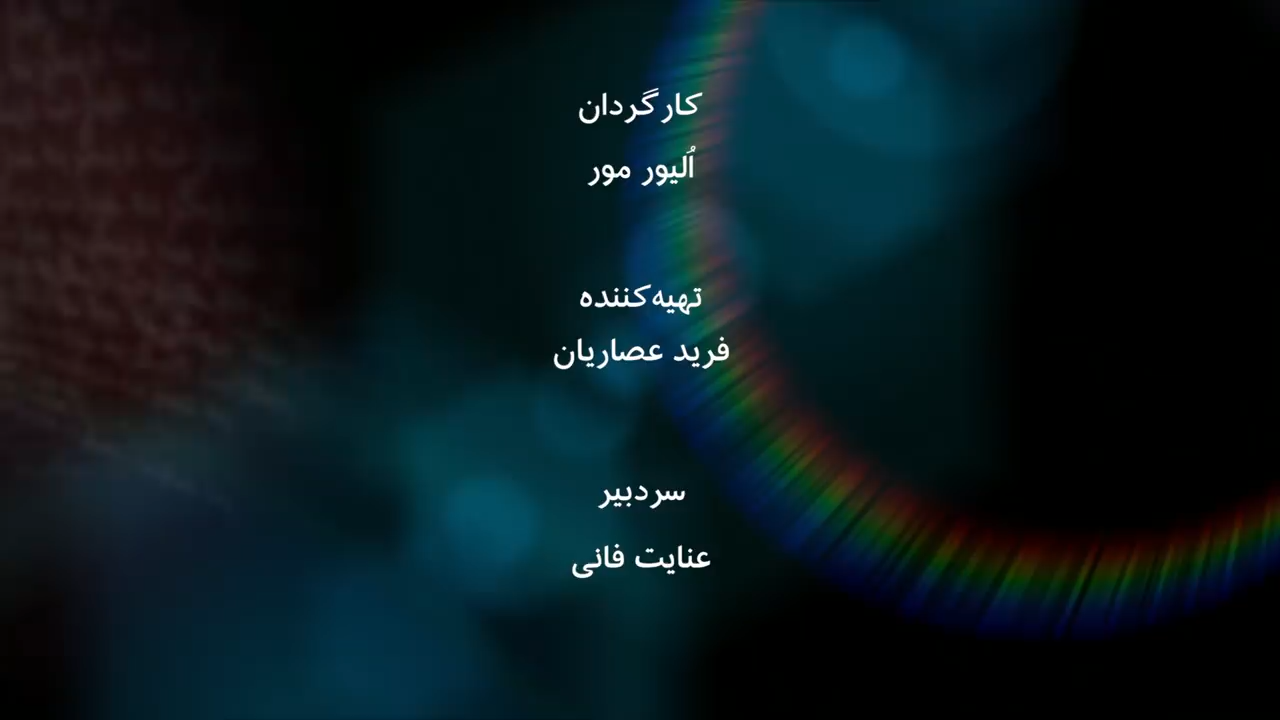 کارگردان
اُلیور مور
تهیه‌کننده
فرید عصاریان
سردبیر
عنایت فانی